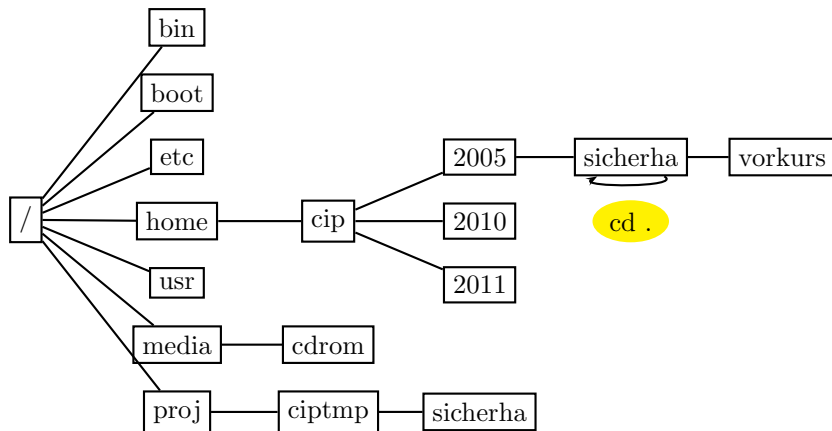 bin
boot
etc
2005
sicherha
vorkurs
/
home
cip
2010
cd .
usr
2011
media
cdrom
proj
ciptmp
sicherha